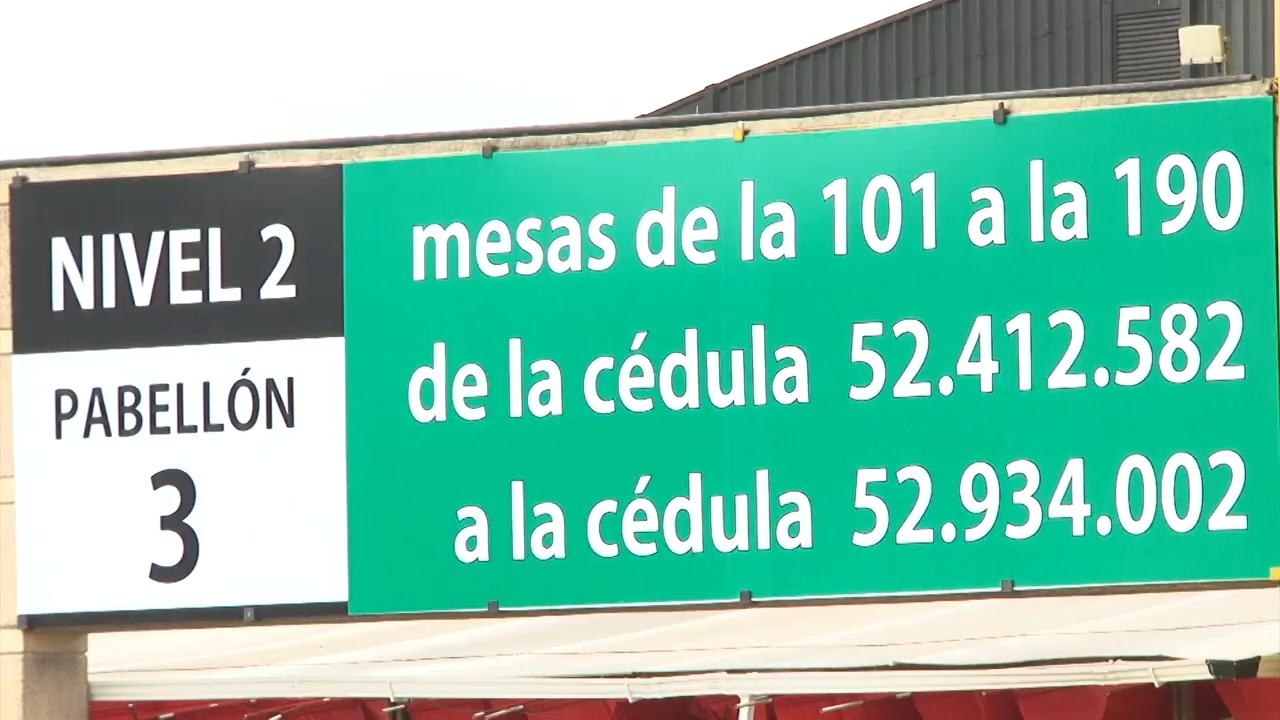 NIVEL 2
PABELLÓN
3
mesas de la 101 a la 190
de la cédula 52.412.582
a la cédula 52.934.002